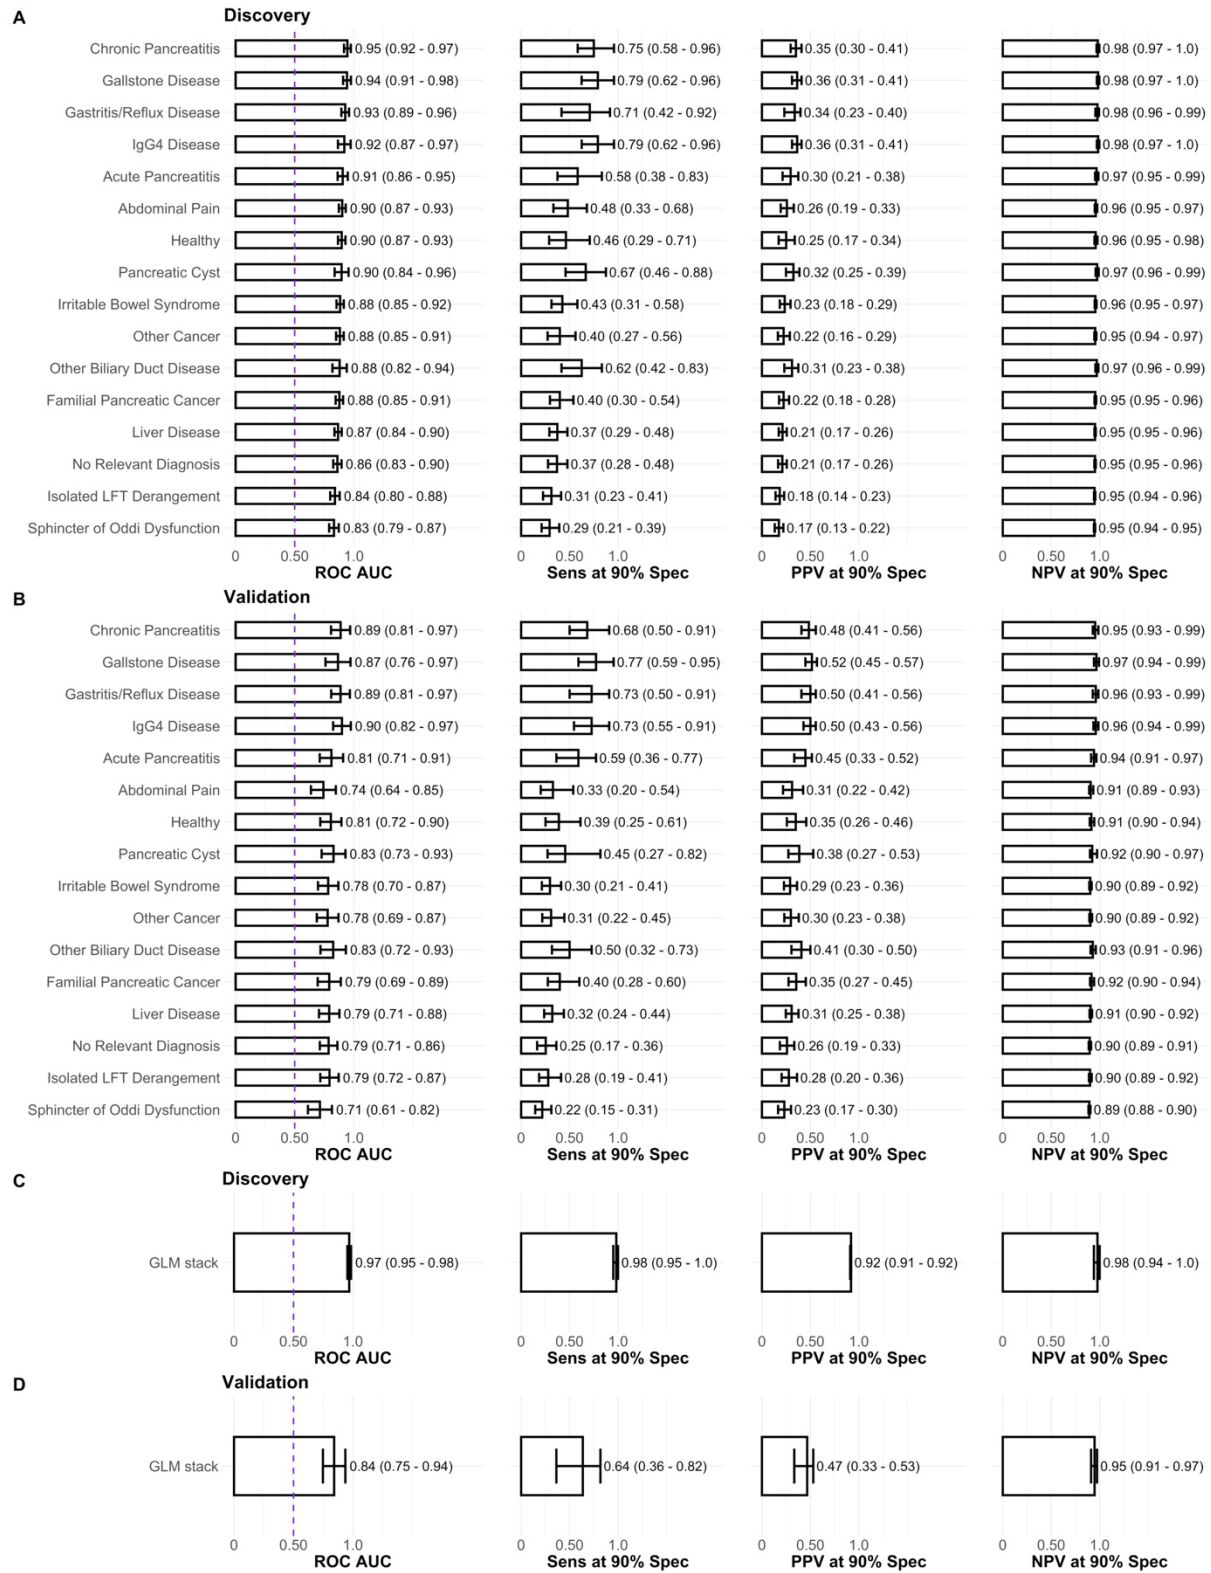 A
Discovery
Chronic Pancreatitis 0.95 (0.92 - 0.97) 0.75 (0.58 - 0.96) 0.35 (0.30 - 0.41) 0.98 (0.97 - 1.0)
Gallstone Disease 0.94 (0.91 - 0.98) 0.79 (0.62 - 0.96) 0.36 (0.31 - 0.41) 0.98 (0.97 - 1.0)
Gastritis/Reflux Disease 0.93 (0.89 - 0.96) 0.71 (0.42 - 0.92) 0.34 (0.23 - 0.40) 0.98 (0.96 - 0.99)
IgG4 Disease 0.92 (0.87 - 0.97) 0.79 (0.62 - 0.96) 0.36 (0.31 - 0.41) 0.98 (0.97 - 1.0)
Acute Pancreatitis 0.91 (0.86 - 0.95) 0.58 (0.38 - 0.83) 0.30 (0.21 - 0.38) 0.97 (0.95 - 0.99)
Abdominal Pain 0.90 (0.87 - 0.93) 0.48 (0.33 - 0.68) 0.26 (0.19 - 0.33) 0.96 (0.95 - 0.97)
Healthy 0.90 (0.87 - 0.93) 0.46 (0.29 - 0.71) 0.25 (0.17 - 0.34) 0.96 (0.95 - 0.98)
Pancreatic Cyst 0.90 (0.84 - 0.96) 0.67 (0.46 - 0.88) 0.32 (0.25 - 0.39) 0.97 (0.96 - 0.99)
Irritable Bowel Syndrome 0.88 (0.85 - 0.92) 0.43 (0.31 - 0.58) 0.23 (0.18 - 0.29) 0.96 (0.95 - 0.97)
Other Cancer 0.88 (0.85 - 0.91) 0.40 (0.27 - 0.56) 0.22 (0.16 - 0.29) 0.95 (0.94 - 0.97)
Other Biliary Duct Disease 0.88 (0.82 - 0.94) 0.62 (0.42 - 0.83) 0.31 (0.23 - 0.38) 0.97 (0.96 - 0.99)
Familial Pancreatic Cancer 0.88 (0.85 - 0.91) 0.40 (0.30 - 0.54) 0.22 (0.18 - 0.28) 0.95 (0.95 - 0.96)
Liver Disease 0.87 (0.84 - 0.90) 0.37 (0.29 - 0.48) 0.21 (0.17 - 0.26) 0.95 (0.95 - 0.96)
No Relevant Diagnosis 0.86 (0.83 - 0.90) 0.37 (0.28 - 0.48) 0.21 (0.17 - 0.26) 0.95 (0.95 - 0.96)
Isolated LFT Derangement 0.84 (0.80 - 0.88) 0.31 (0.23 - 0.41) 0.18 (0.14 - 0.23) 0.95 (0.94 - 0.96)
Sphincter of Oddi Dysfunction 0.83 (0.79 - 0.87) 0.29 (0.21 - 0.39) 0.17 (0.13 - 0.22) 0.95 (0.94 - 0.95)
0 0.50 1.0 0 0.50 1.0 0 0.50 1.0 0 0.50 1.0
ROC AUC Sens at 90% Spec PPV at 90% Spec NPV at 90% Spec
B
Validation
Chronic Pancreatitis 0.89 (0.81 - 0.97) 0.68 (0.50 - 0.91) 0.48 (0.41 - 0.56) 0.95 (0.93 - 0.99)
Gallstone Disease 0.87 (0.76 - 0.97) 0.77 (0.59 - 0.95) 0.52 (0.45 - 0.57) 0.97 (0.94 - 0.99)
Gastritis/Reflux Disease 0.89 (0.81 - 0.97) 0.73 (0.50 - 0.91) 0.50 (0.41 - 0.56) 0.96 (0.93 - 0.99)
IgG4 Disease 0.90 (0.82 - 0.97) 0.73 (0.55 - 0.91) 0.50 (0.43 - 0.56) 0.96 (0.94 - 0.99)
Acute Pancreatitis 0.81 (0.71 - 0.91) 0.59 (0.36 - 0.77) 0.45 (0.33 - 0.52) 0.94 (0.91 - 0.97)
Abdominal Pain 0.74 (0.64 - 0.85) 0.33 (0.20 - 0.54) 0.31 (0.22 - 0.42) 0.91 (0.89 - 0.93)
Healthy 0.81 (0.72 - 0.90) 0.39 (0.25 - 0.61) 0.35 (0.26 - 0.46) 0.91 (0.90 - 0.94)
Pancreatic Cyst 0.83 (0.73 - 0.93) 0.45 (0.27 - 0.82) 0.38 (0.27 - 0.53) 0.92 (0.90 - 0.97)
Irritable Bowel Syndrome 0.78 (0.70 - 0.87) 0.30 (0.21 - 0.41) 0.29 (0.23 - 0.36) 0.90 (0.89 - 0.92)
Other Cancer 0.78 (0.69 - 0.87) 0.31 (0.22 - 0.45) 0.30 (0.23 - 0.38) 0.90 (0.89 - 0.92)
Other Biliary Duct Disease 0.83 (0.72 - 0.93) 0.50 (0.32 - 0.73) 0.41 (0.30 - 0.50) 0.93 (0.91 - 0.96)
Familial Pancreatic Cancer 0.79 (0.69 - 0.89) 0.40 (0.28 - 0.60) 0.35 (0.27 - 0.45) 0.92 (0.90 - 0.94)
Liver Disease 0.79 (0.71 - 0.88) 0.32 (0.24 - 0.44) 0.31 (0.25 - 0.38) 0.91 (0.90 - 0.92)
No Relevant Diagnosis 0.79 (0.71 - 0.86) 0.25 (0.17 - 0.36) 0.26 (0.19 - 0.33) 0.90 (0.89 - 0.91)
Isolated LFT Derangement 0.79 (0.72 - 0.87) 0.28 (0.19 - 0.41) 0.28 (0.20 - 0.36) 0.90 (0.89 - 0.92)
Sphincter of Oddi Dysfunction 0.71 (0.61 - 0.82) 0.22 (0.15 - 0.31) 0.23 (0.17 - 0.30) 0.89 (0.88 - 0.90)
0 0.50 1.0 0 0.50 1.0 0 0.50 1.0 0 0.50 1.0
ROC AUC Sens at 90% Spec PPV at 90% Spec NPV at 90% Spec
C
Discovery
GLM stack 0.97 (0.95 - 0.98) 0.98 (0.95 - 1.0) 0.92 (0.91 - 0.92) 0.98 (0.94 - 1.0)
0 0.50 1.0 0 0.50 1.0 0 0.50 1.0 0 0.50 1.0
ROC AUC Sens at 90% Spec PPV at 90% Spec NPV at 90% Spec
D
Validation
GLM stack 0.84 (0.75 - 0.94) 0.64 (0.36 - 0.82) 0.47 (0.33 - 0.53) 0.95 (0.91 - 0.97)
0 0.50 1.0 0 0.50 1.0 0 0.50 1.0 0 0.50 1.0
ROC AUC Sens at 90% Spec PPV at 90% Spec NPV at 90% Spec